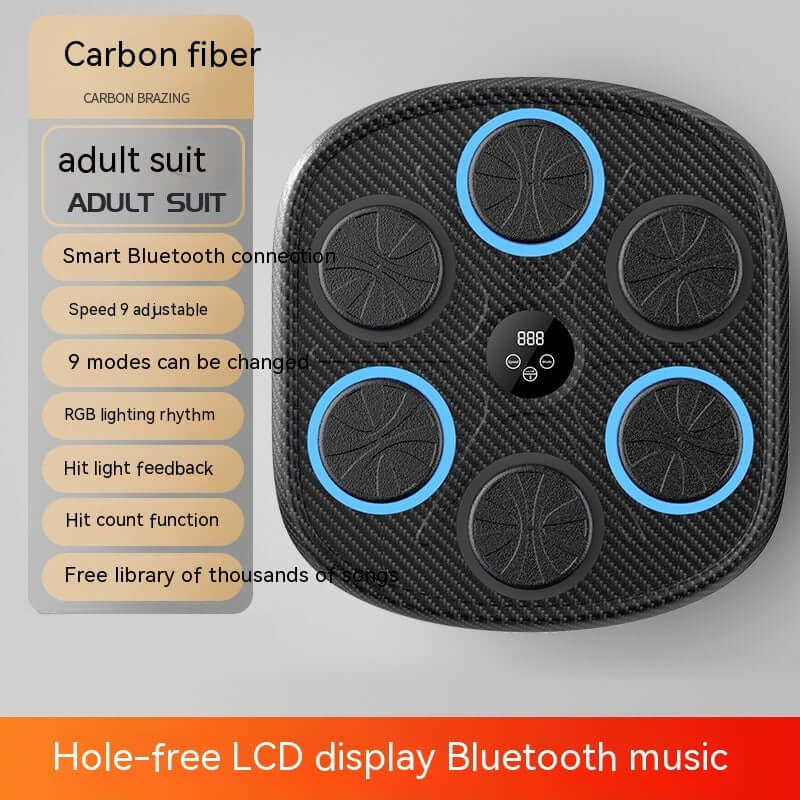 Carbon fiber
CARBON BRAZING
adult suit
ADULT SUIT
Smart Bluetooth connection
Speed 9 adjustable
9 modes can be changed
RGB lighting rhythm
Hit light feedback
Hit count function
Free library of thousands of songs
888
Hole-free LCD display Bluetooth music